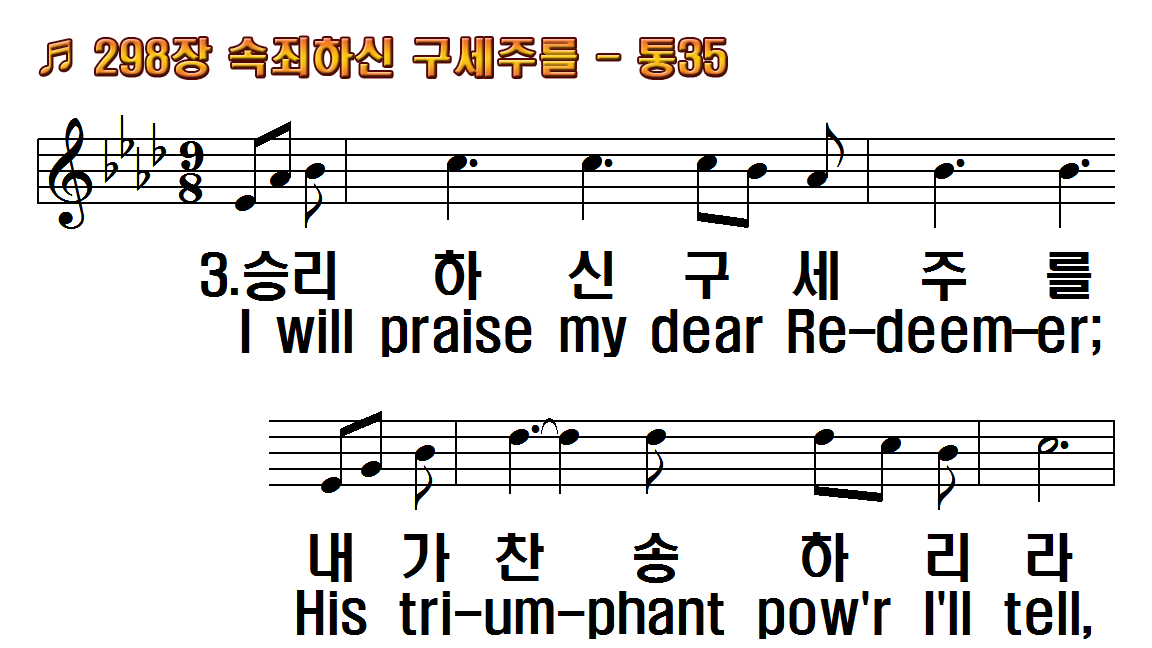 ♬ 298장 속죄하신 구세주를 - 통35
9
8
3.승리 하 신 구 세 주 를
I will praise my dear Re-deem-er;
내 가 찬 송 하 리 라
His tri-um-phant pow'r I'll tell,